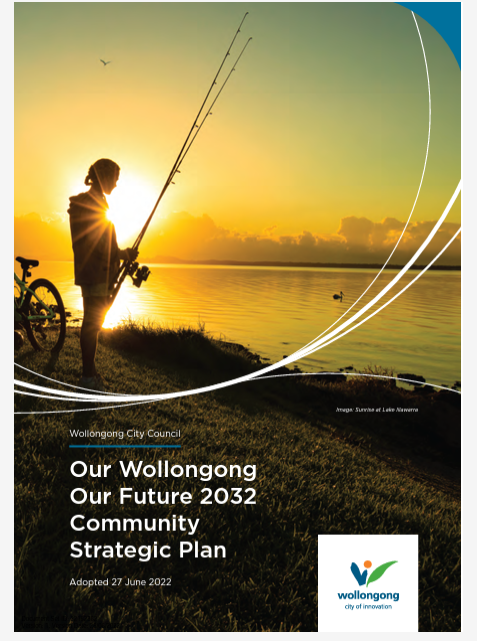 Image: Sunrise at Lake Illawarra
Wollongong City Council
Our Wollongong
Our Future 2032
Community
Strategic Plan
Adopted 27 June 2022
wollongong
city of innovation